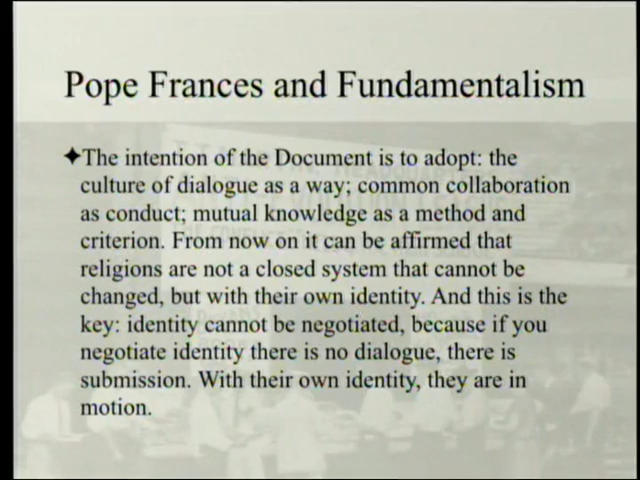 Pope Frances and Fundamentalism
✦The intention of the Document is to adopt: the
culture of dialogue as a way; common collaboration
as conduct; mutual knowledge as a method and
criterion. From now on it can be affirmed that
religions are not a closed system that cannot be
changed, but with their own identity. And this is the
key: identity cannot be negotiated, because if you
negotiate identity there is no dialogue, there is
submission. With their own identity, they are in
motion.